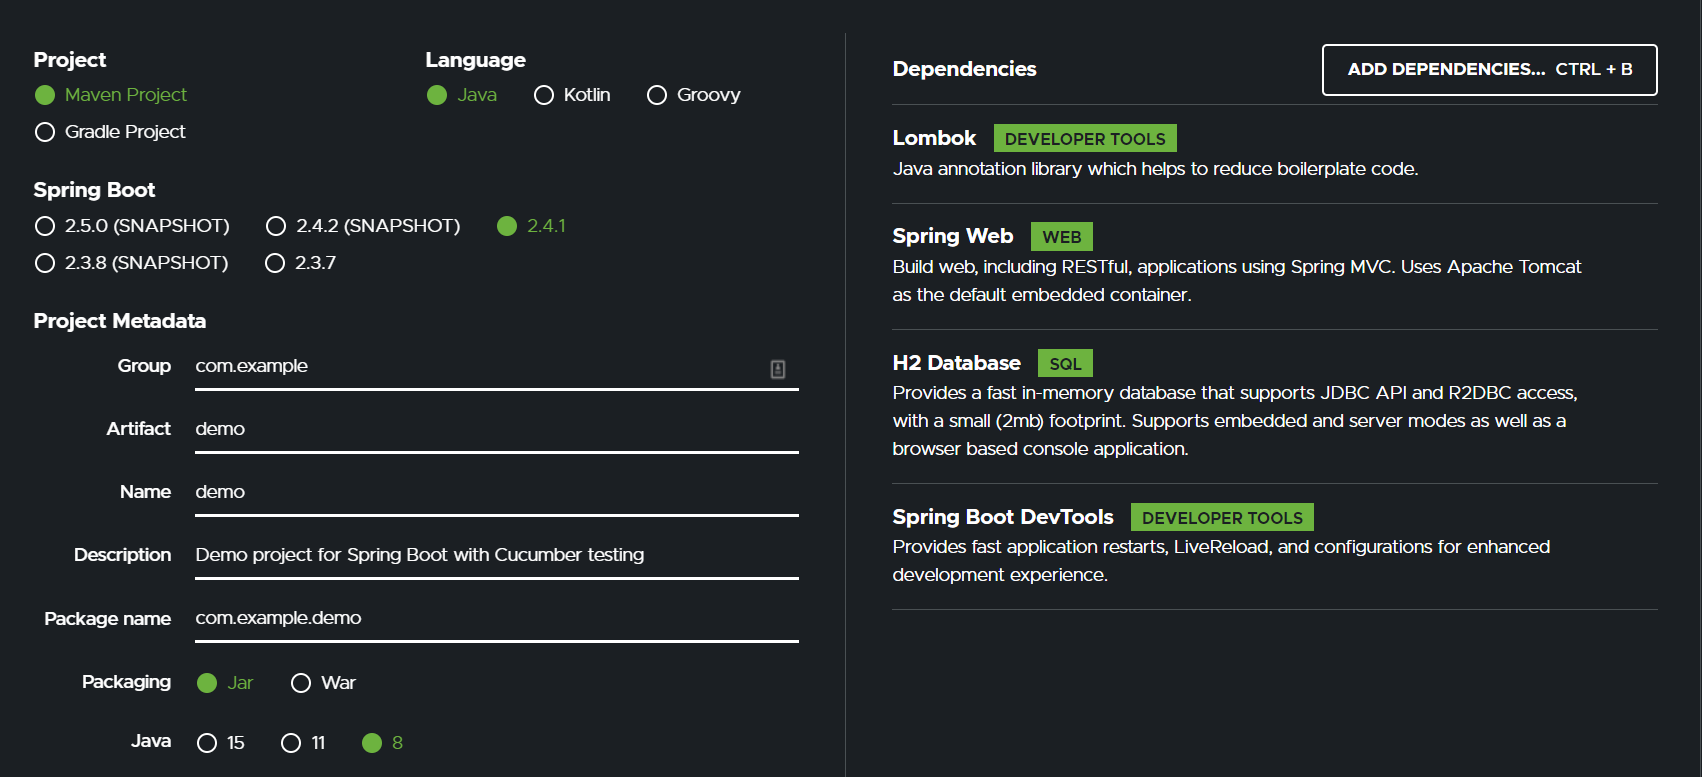 Project
Maven Project
Gradle Project
Language
Java Kotlin Groovy
Spring Boot
2.5.0 (SNAPSHOT) 2.4.2 (SNAPSHOT) 2.4.1
2.3.8 (SNAPSHOT) 2.3.7
Project Metadata
Group com.example
Artifact demo
Name demo
Description Demo project for Spring Boot with Cucumber testing
Package name com.example.demo
Packaging Jar War
Java 15 11 8
Dependencies
ADD DEPENDENCIES... CTRL + B
Lombok DEVELOPER TOOLS
Java annotation library which helps to reduce boilerplate code.
Spring Web WEB
Build web, including RESTful, applications using Spring MVC. Uses Apache Tomcat
as the default embedded container.
H2 Database SQL
Provides a fast in-memory database that supports JDBC API and R2DBC access,
with a small (2mb) footprint. Supports embedded and server modes as well as a
browser based console application.
Spring Boot DevTools DEVELOPER TOOLS
Provides fast application restarts, LiveReload, and configurations for enhanced
development experience.